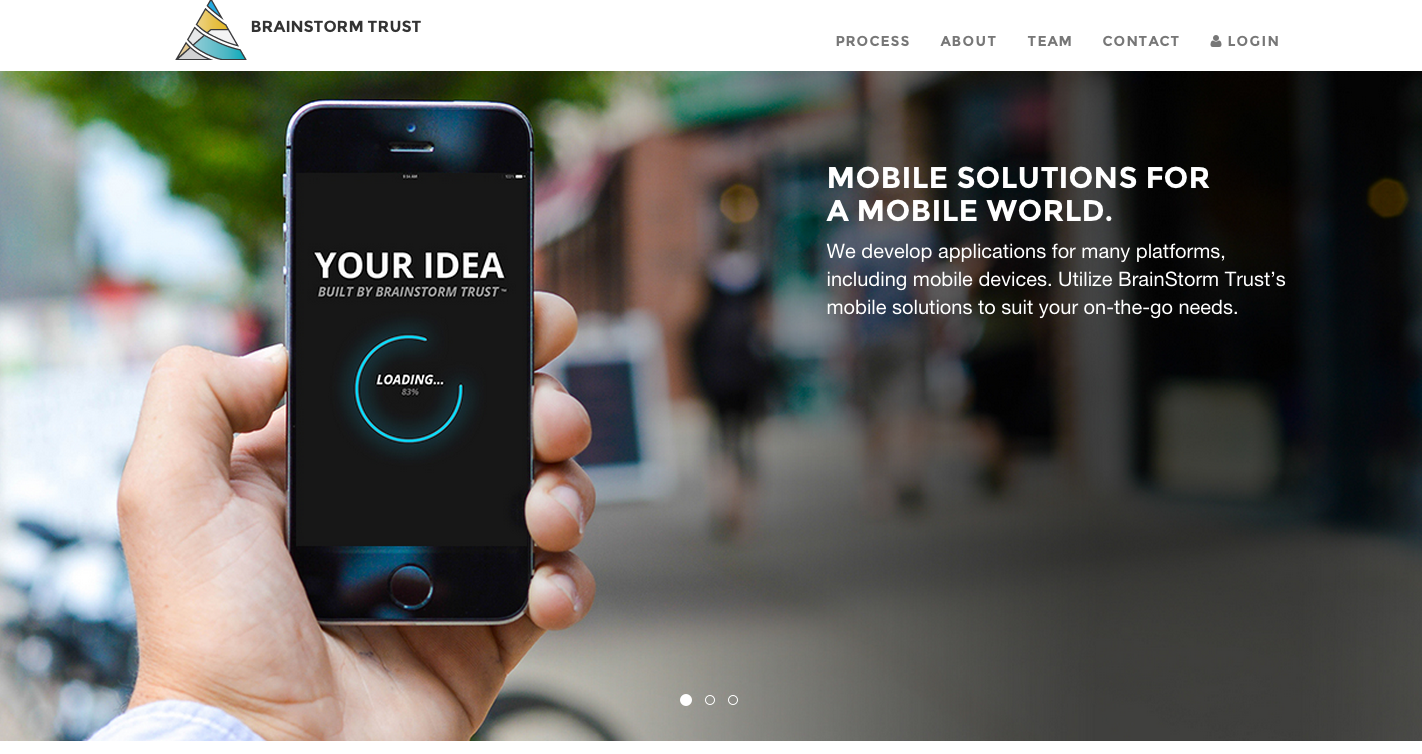 BRAINSTORM TRUST
PROCESS ABOUT TEAM CONTACT LOGIN
MOBILE SOLUTIONS FOR
A MOBILE WORLD.
We develop applications for many platforms,
including mobile devices. Utilize BrainStorm Trust's
mobile solutions to suit your on-the-go needs.
YOUR IDEA
BUILT BY BRAINSTORM TRUST™
LOADING...
83%